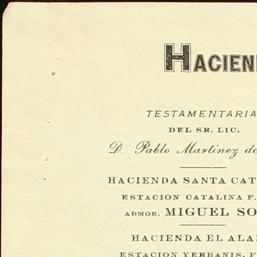 HACIEN
TESTAMENTARIA
DEL SR. LIC.
D. Pablo Martinez de
HACIENDA SANTA CAT
ESTACION CATALINA F.
ADMOR. MIGUEL SO
HACIENDA EL ALA
ESTACION YERBANIS, F